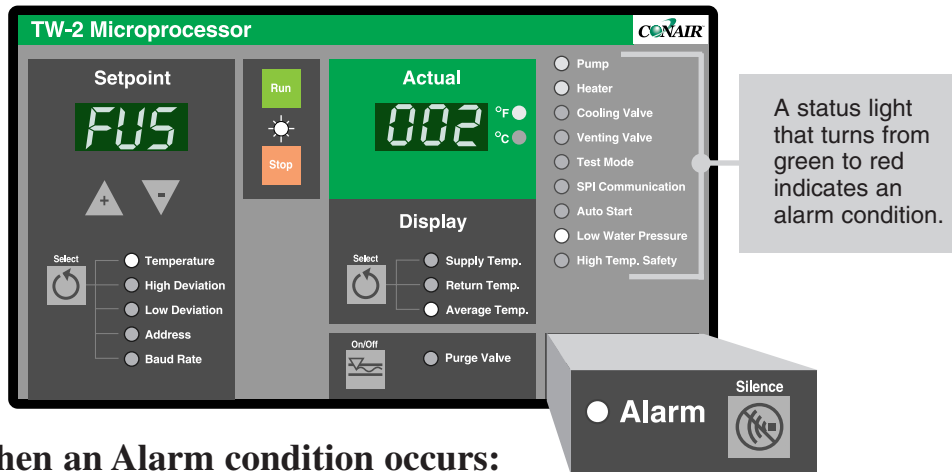 TW-2 Microprocessor
CONAIR
Setpoint
FUS
+
-
Select
Temperature
High Deviation
Low Deviation
Address
Baud Rate
Run
Stop
Actual
002
°F
°C
Display
Select
Supply Temp.
Return Temp.
Average Temp.
On/Off
Purge Valve
Pump
Heater
Cooling Valve
Venting Valve
Test Mode
SPI Communication
Auto Start
Low Water Pressure
High Temp. Safety
A status light
that turns from
green to red
indicates an
alarm condition.
Alarm
Silence
hen an Alarm condition occurs: